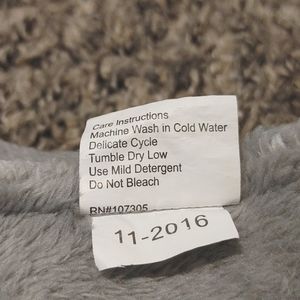 Care Instructions
Machine Wash in Cold Water
Delicate Cycle
Tumble Dry Low
Use Mild Detergent
Do Not Bleach
RN#107305
11-2016